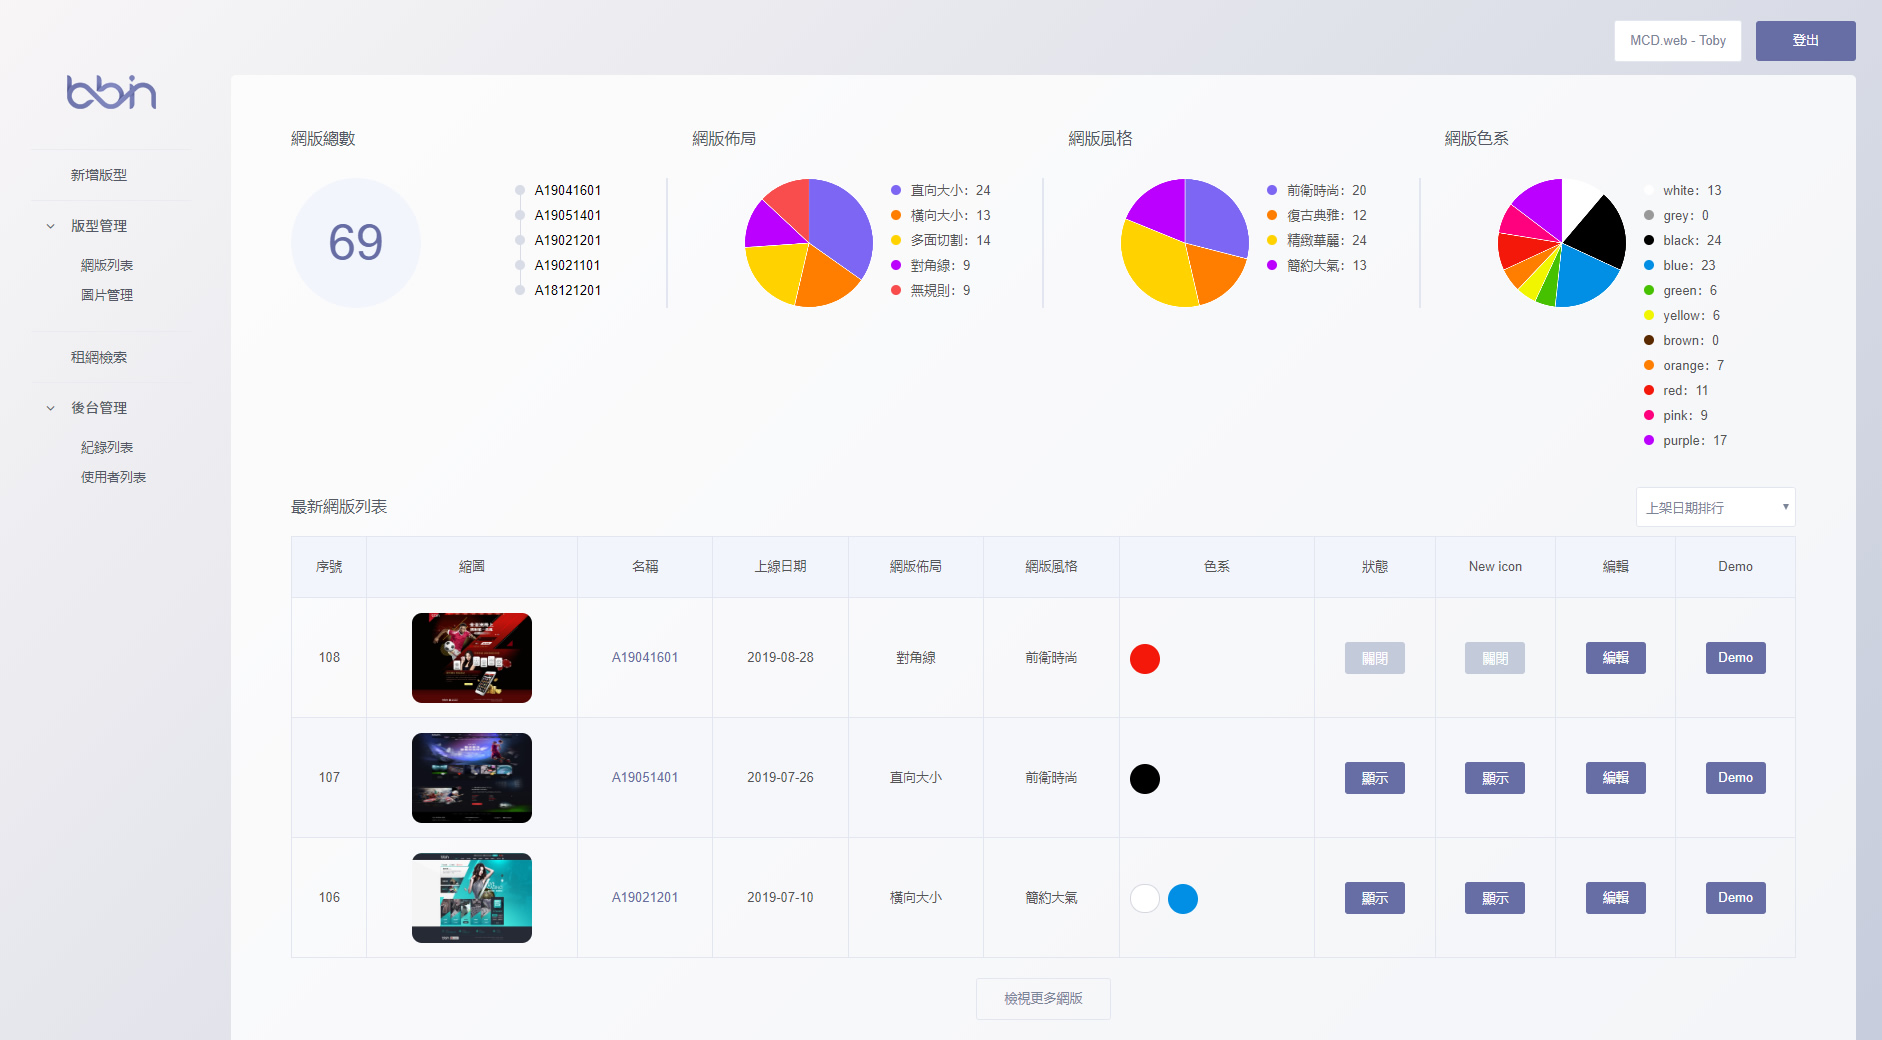 MCD.web - Toby
登出
bbin
新增版型
版型管理
網版列表
圖片管理
租網檢索
後台管理
紀錄列表
使用者列表
網版總數
69
A19041601
A19051401
A19021201
A19021101
A18121201
網版佈局
直向大小: 24
橫向大小: 13
多面切割: 14
對角線: 9
無規則: 9
網版風格
前衛時尚: 20
復古典雅: 12
精緻華麗: 24
簡約大氣: 13
網版色系
white: 13
grey: 0
black: 24
blue: 23
green: 6
yellow: 6
brown: 0
orange: 7
red: 11
pink: 9
purple: 17
最新網版列表
上架日期排行
序號 縮圖 名稱 上線日期 網版佈局 網版風格 色系 狀態 New icon 編輯 Demo
108 A19041601 2019-08-28 對角線 前衛時尚 關閉 關閉 編輯 Demo
107 A19051401 2019-07-26 直向大小 前衛時尚 顯示 顯示 編輯 Demo
106 A19021201 2019-07-10 橫向大小 簡約大氣 顯示 顯示 編輯 Demo
檢視更多網版